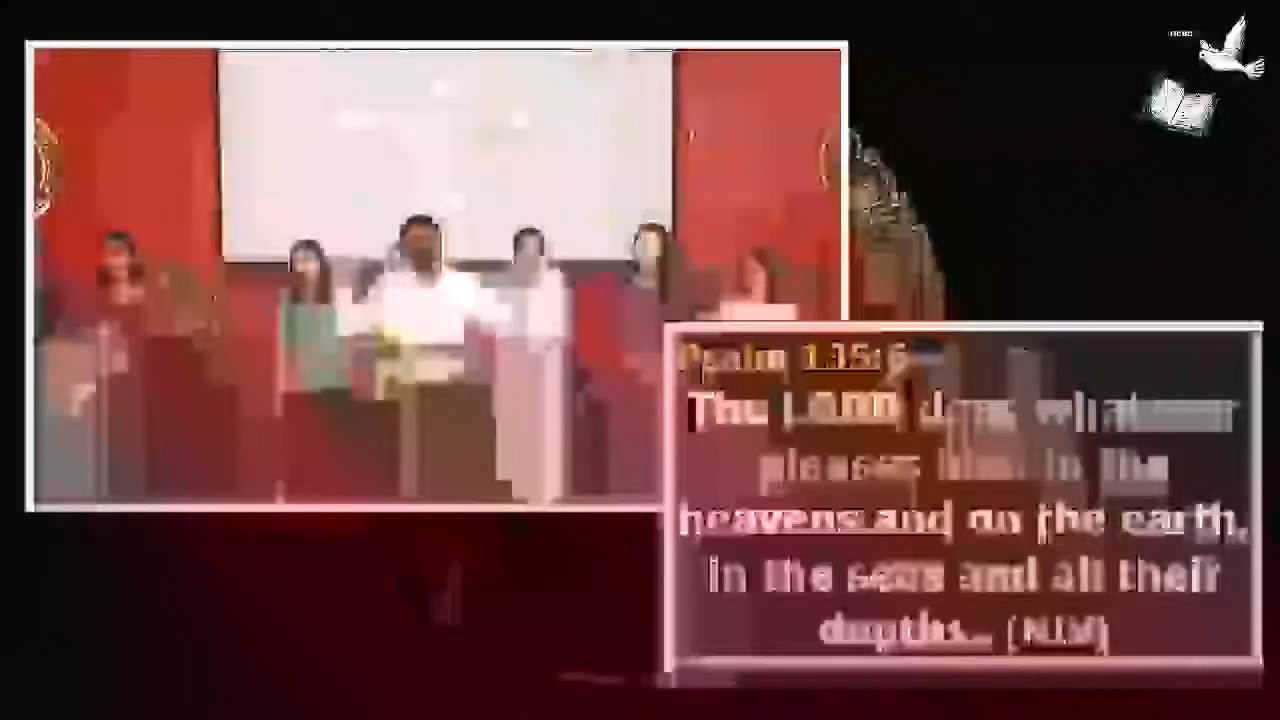 Psalm 135:6
The LORD does whatever
pleases him in the
heavens and on the earth,
in the seas and all their
depths.. (NIV)